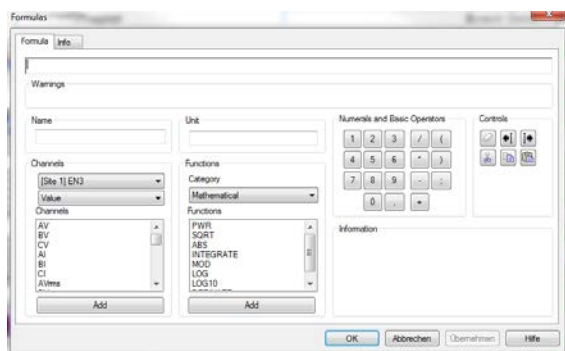 Formulas
Formula Info
Warnings
Name
Unit
Numerals and Basic Operators
Controls
1 2 3 / (
4 5 6 * )
7 8 9 - ;
0 . +
Channels
[Site 1] EN3
Value
Channels
AV
BV
CV
AI
BI
CI
AVrms
Add
Functions
Category
Mathematical
Functions
PWR
SQRT
ABS
INTEGRATE
MOD
LOG
LOG10
Add
Information
OK Abbrechen Übernehmen Hilfe